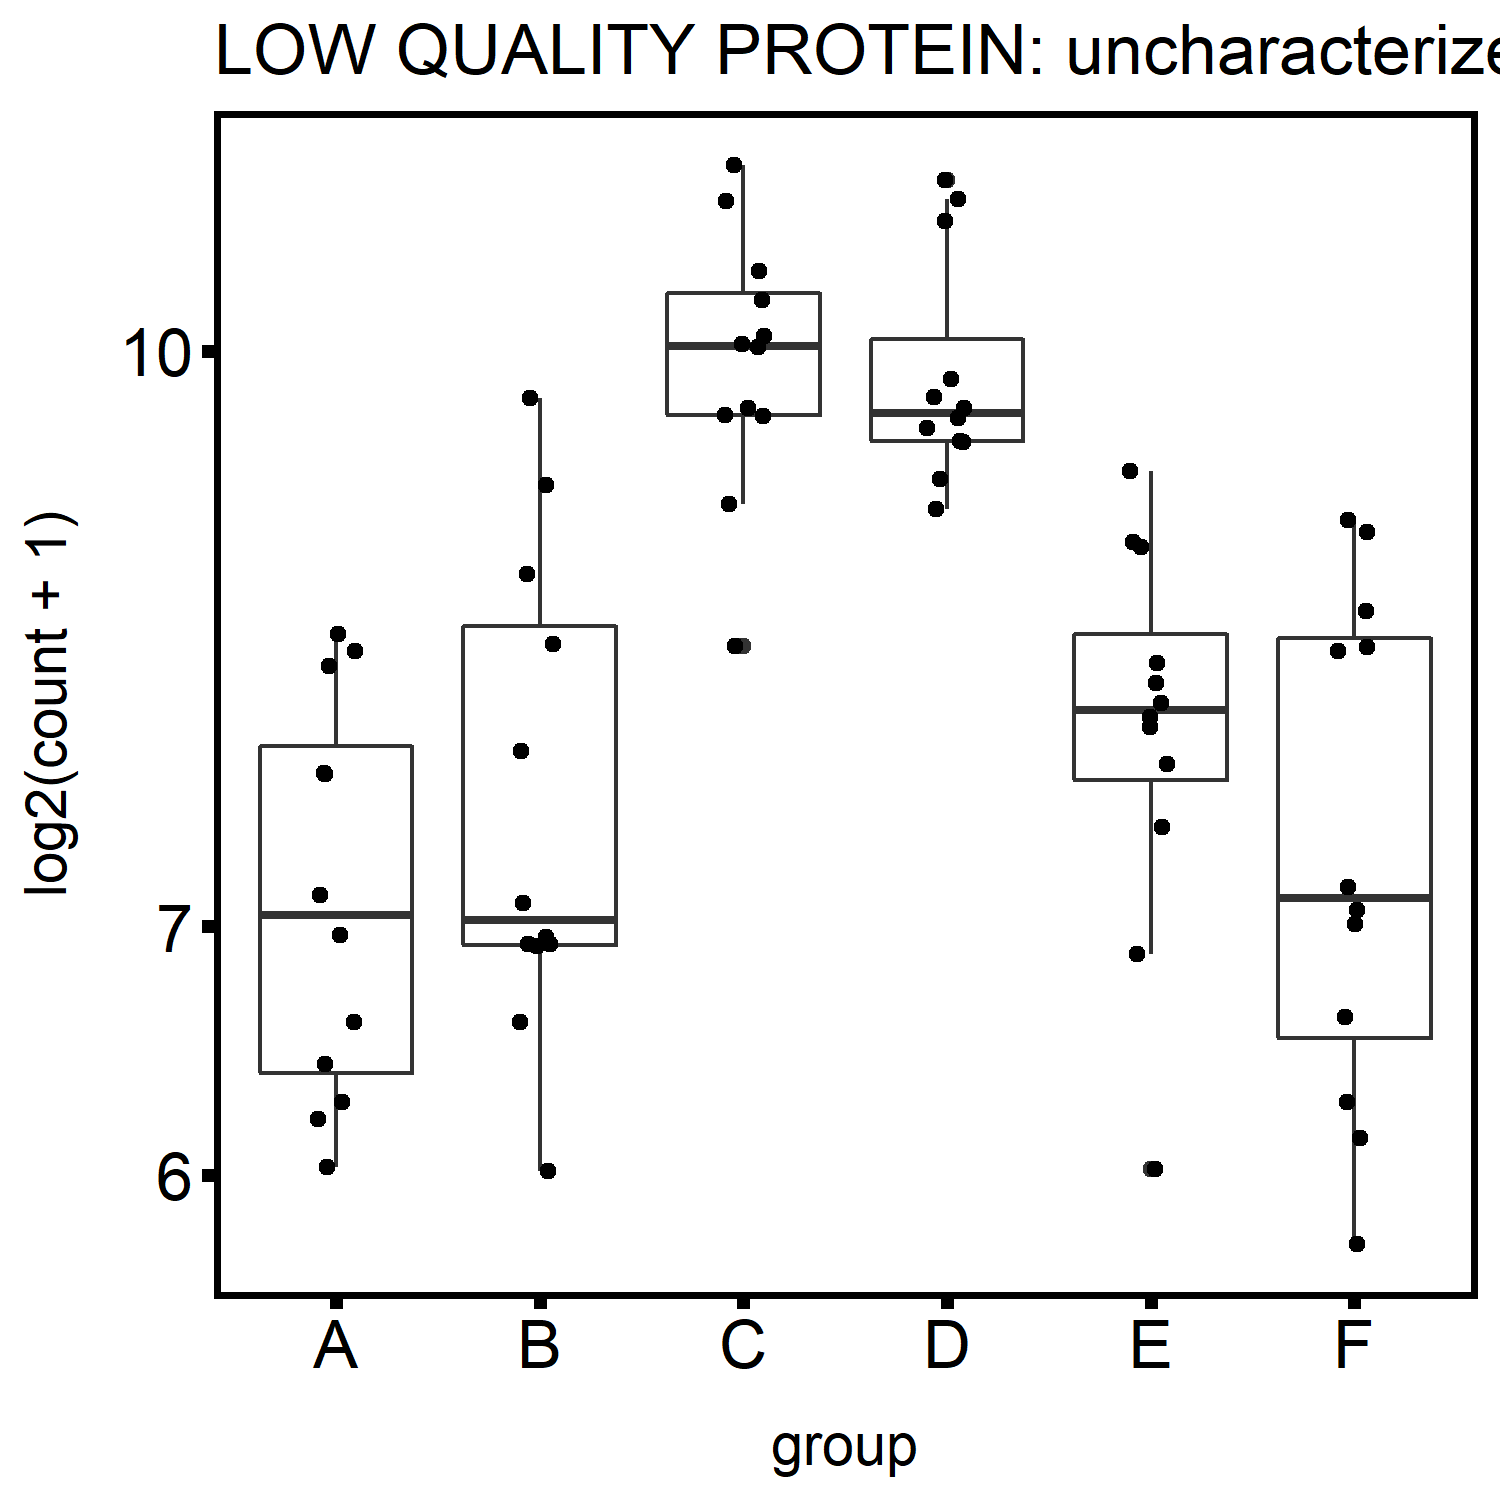 LOW QUALITY PROTEIN: uncharacterize
log2(count + 1)
10
7
6
A B C D E F
group